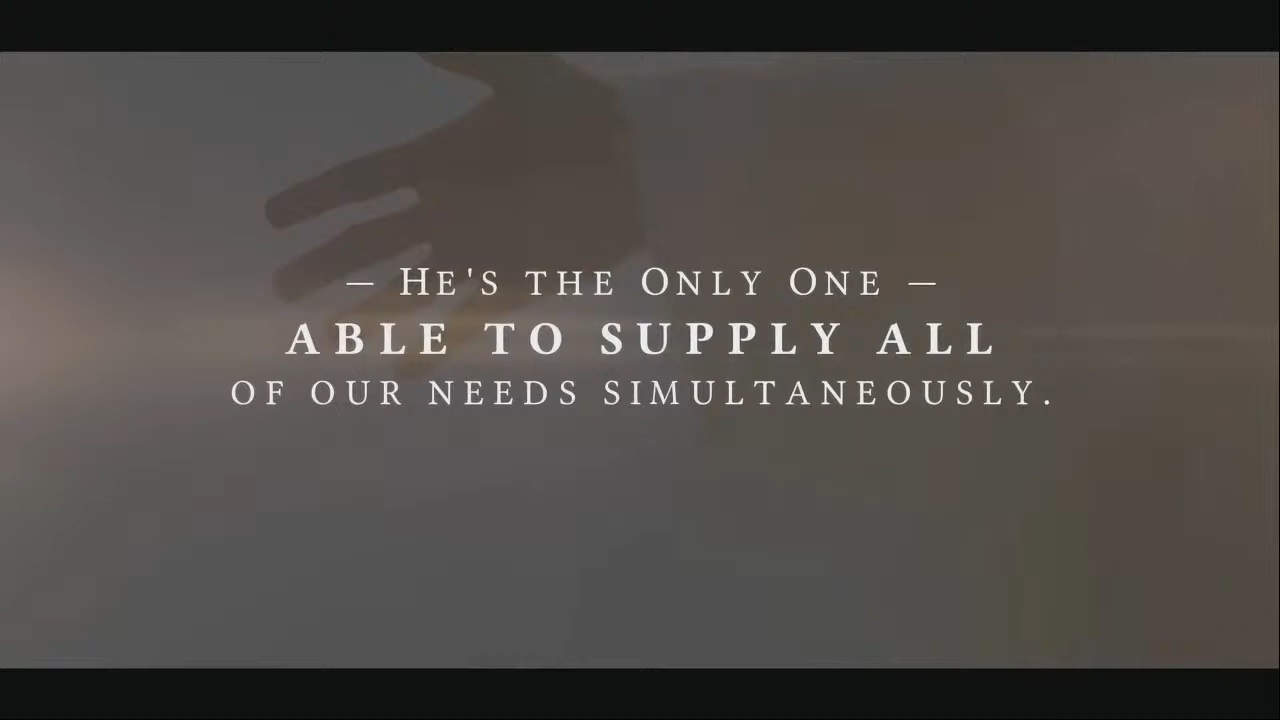 — He's the Only One —
ABLE TO SUPPLY ALL
OF OUR NEEDS SIMULTANEOUSLY.